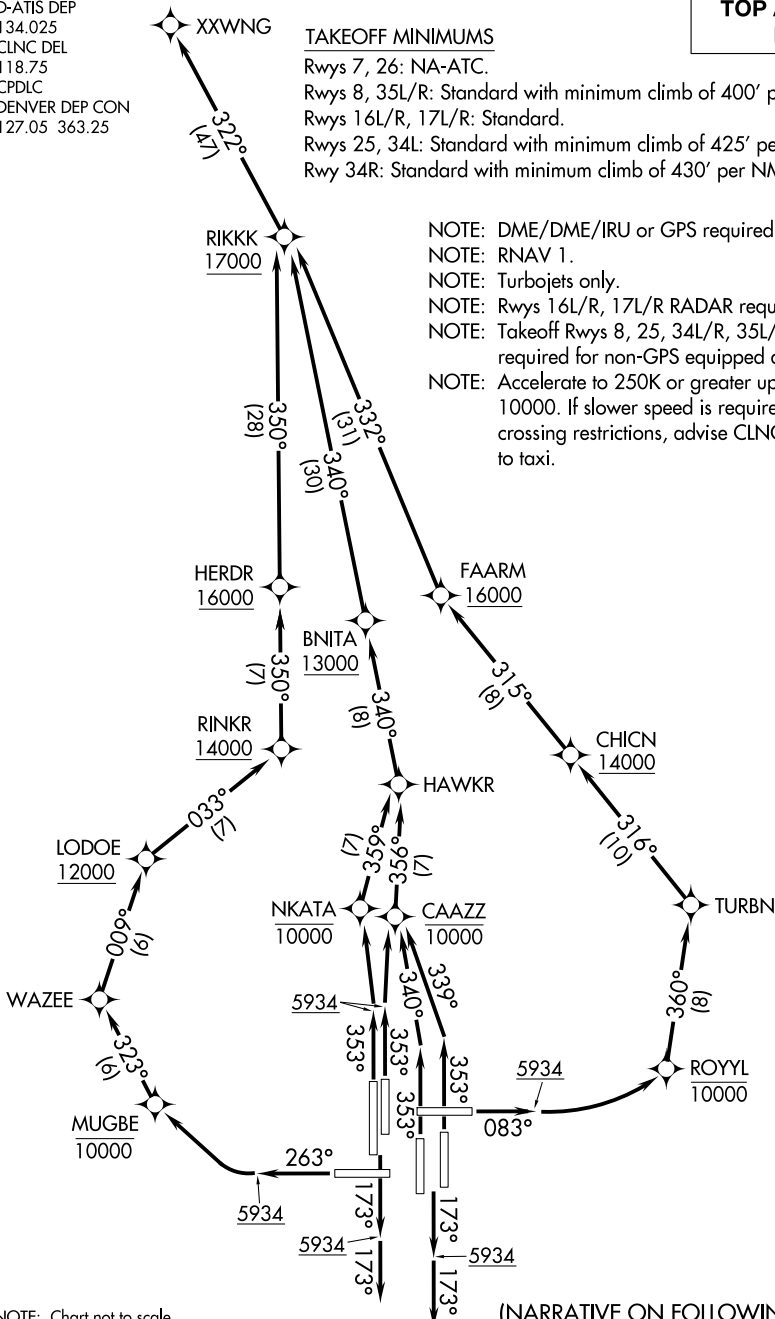 D-ATIS DEP
134.025
CLNC DEL
118.75
CPDLC
DENVER DEP CON
127.05 363.25
TOP
XXWNG
TAKEOFF MINIMUMS
Rwys 7, 26: NA-ATC.
Rwys 8, 35L/R: Standard with minimum climb of 400' p
Rwys 16L/R, 17L/R: Standard.
Rwys 25, 34L: Standard with minimum climb of 425' pe
Rwy 34R: Standard with minimum climb of 430' per NM
322°
(47)
RIKKK
17000
NOTE: DME/DME/IRU or GPS required
NOTE: RNAV 1.
NOTE: Turbojets only.
NOTE: Rwys 16L/R, 17L/R RADAR requ
NOTE: Takeoff Rwys 8, 25, 34L/R, 35L/
required for non-GPS equipped
NOTE: Accelerate to 250K or greater up
10000. If slower speed is require
crossing restrictions, advise CLNC
to taxi.
350°
(28)
340°
(30)
332°
(31)
HERDR
16000
FAARM
16000
BNITA
13000
350°
(7)
340°
(8)
315°
(8)
RINKR
14000
CHICN
14000
HAWKR
033°
(7)
359°
(7)
356°
(7)
316°
(10)
LODOE
12000
NKATA
10000
CAAZZ
10000
TURBN
009°
(6)
WAZEE
340°
339°
360°
(8)
5934
353°
353°
353°
353°
323°
(6)
ROYYL
10000
5934
083°
MUGBE
10000
263°
5934
173°
173°
5934
5934
173°
173°
NOTE: Chart not to scale.
(NARRATIVE ON FOLLOWIN